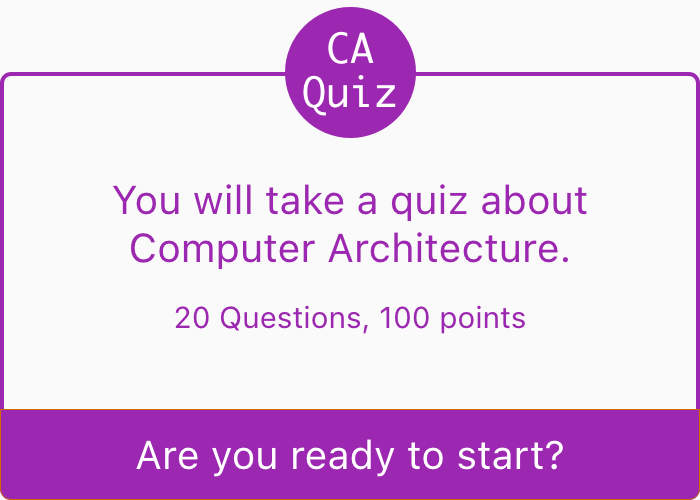 CA
Quiz
You will take a quiz about
Computer Architecture.
20 Questions, 100 points
Are you ready to start?